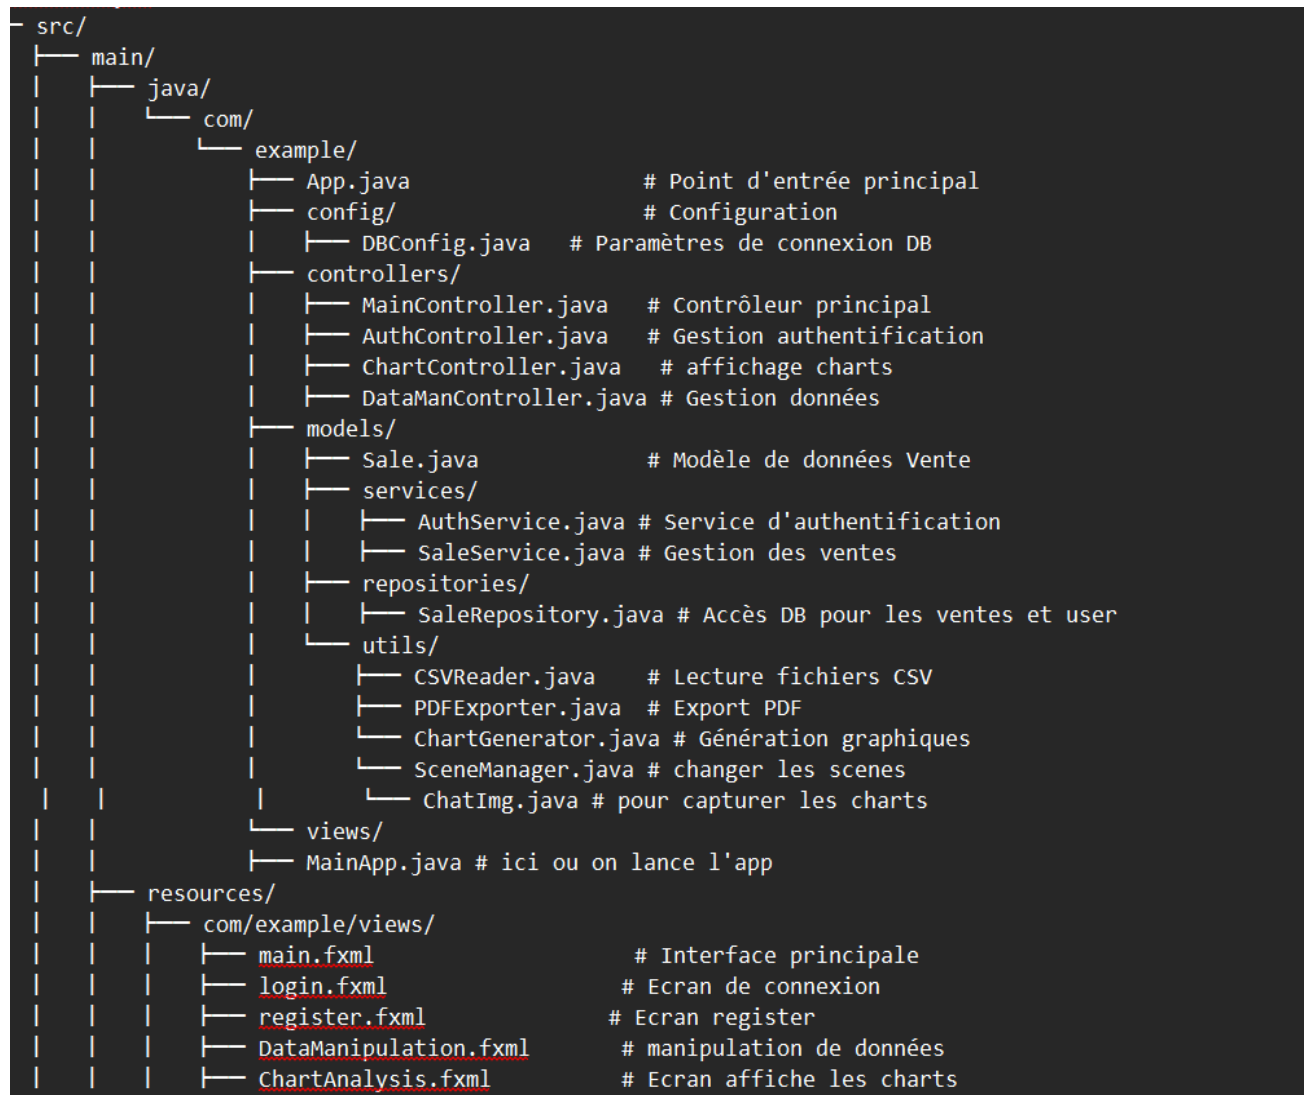 ─ src/
├── main/
│   ├── java/
│   │   └── com/
│   │       └── example/
│   │           ├── App.java                  # Point d'entrée principal
│   │           ├── config/                   # Configuration
│   │           │   ├── DBConfig.java   # Paramètres de connexion DB
│   │           ├── controllers/
│   │           │   ├── MainController.java   # Contrôleur principal
│   │           │   ├── AuthController.java   # Gestion authentification
│   │           │   ├── ChartController.java   # affichage charts
│   │           │   ├── DataManController.java # Gestion données
│   │           ├── models/
│   │           │   ├── Sale.java             # Modèle de données Vente
│   │           │   ├── services/
│   │           │   │   ├── AuthService.java # Service d'authentification
│   │           │   │   ├── SaleService.java # Gestion des ventes
│   │           │   ├── repositories/
│   │           │   │   ├── SaleRepository.java # Accès DB pour les ventes et user
│   │           │   └── utils/
│   │           │       ├── CSVReader.java    # Lecture fichiers CSV
│   │           │       ├── PDFExporter.java  # Export PDF
│   │           │       └── ChartGenerator.java # Génération graphiques
│   │           │       └── SceneManager.java # changer les scenes
│   │           │       └── ChatImg.java # pour capturer les charts
│   │           └── views/
│   │           ├── MainApp.java # ici ou on lance l'app
│   ├── resources/
│   │   ├── com/example/views/
│   │   │   ├── main.fxml                    # Interface principale
│   │   │   ├── login.fxml                  # Ecran de connexion
│   │   │   ├── register.fxml              # Ecran register
│   │   │   ├── DataManipulation.fxml       # manipulation de données
│   │   │   ├── ChartAnalysis.fxml          # Ecran affiche les charts